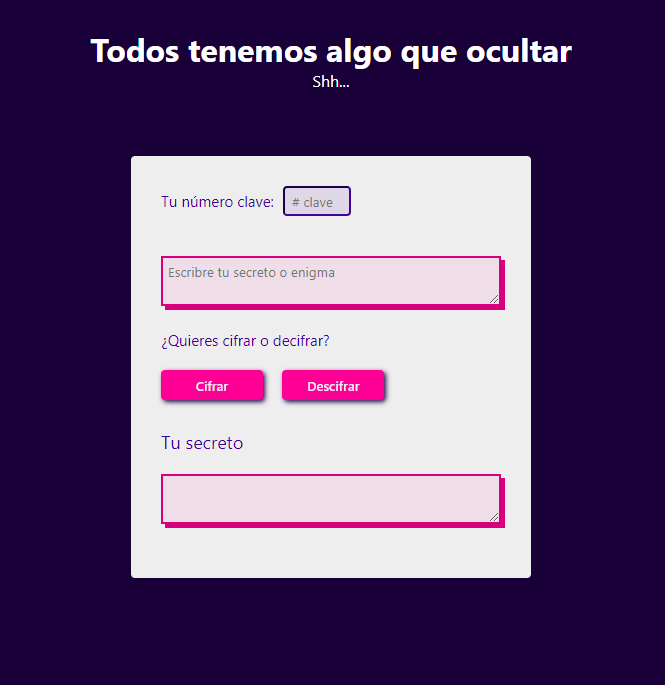 Todos tenemos algo que ocultar
Shh...
Tu número clave: # clave
Escribre tu secreto o enigma
¿Quieres cifrar o decifrar?
Cifrar Descifrar
Tu secreto